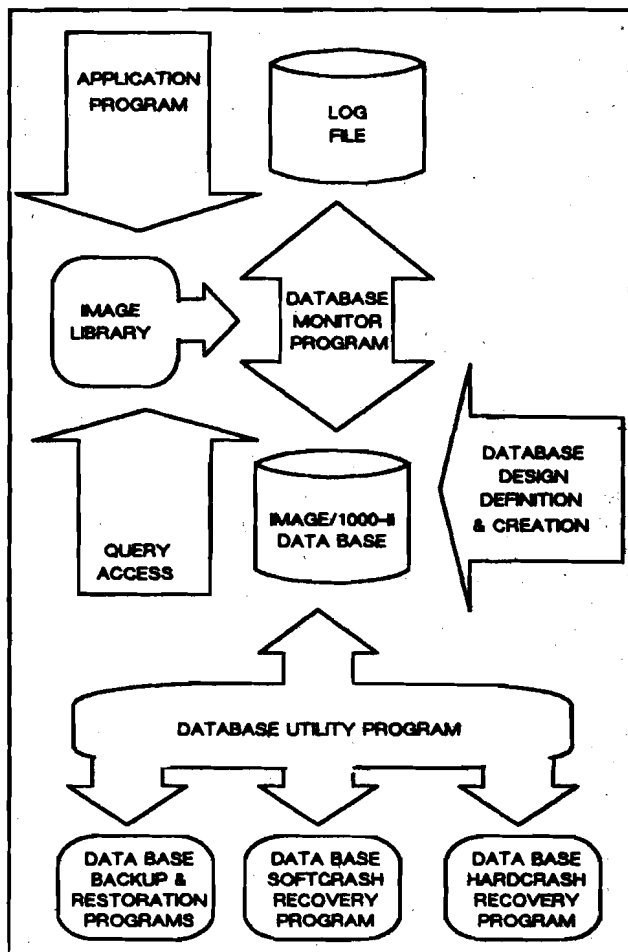 APPLICATION
PROGRAM
LOG
FILE
IMAGE
LIBRARY
DATABASE
MONITOR
PROGRAM
DATABASE
DESIGN
DEFINITION
& CREATION
IMAGE/1000-II
DATA BASE
QUERY
ACCESS
DATABASE UTILITY PROGRAM
DATA BASE
BACKUP &
RESTORATION
PROGRAMS
DATA BASE
SOFTCRASH
RECOVERY
PROGRAM
DATA BASE
HARDCRASH
RECOVERY
PROGRAM